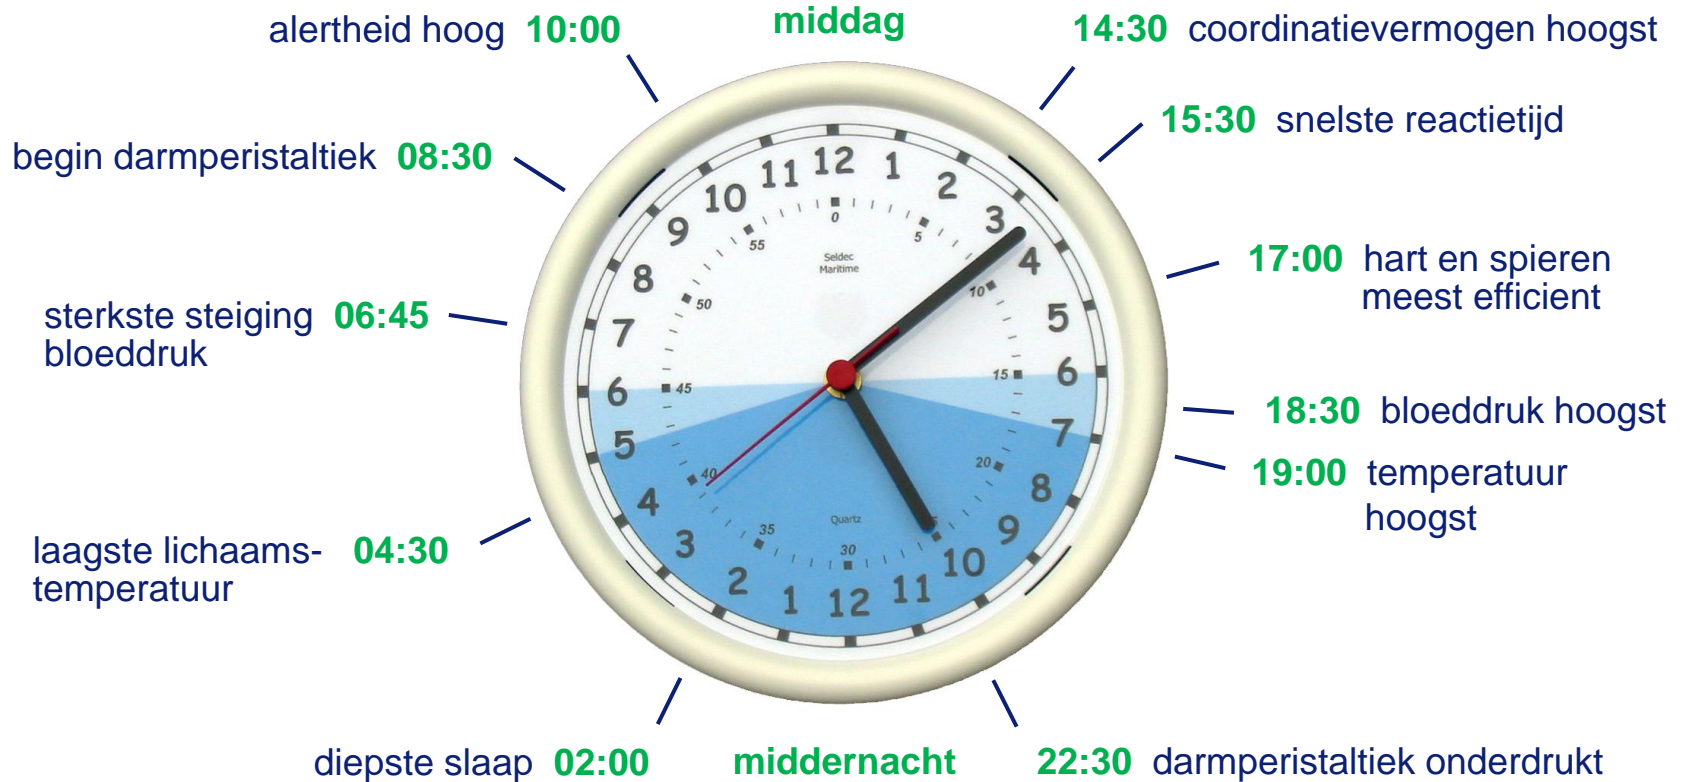 alertheid hoog 10:00
middag
14:30 coordinatievermogen hoogst
begin darmperistaltiek 08:30
15:30 snelste reactietijd
sterkste steiging 06:45
bloeddruk
17:00 hart en spieren
meest efficient
18:30 bloeddruk hoogst
19:00 temperatuur
hoogst
laagste lichaams- 04:30
temperatuur
diepste slaap 02:00
middernacht
22:30 darmperistaltiek onderdrukt
12
1
2
3
4
5
6
7
8
9
10
11
12
1
2
3
4
5
6
7
8
9
10
11
0
5
10
15
20
30
35
40
45
50
55
Seldec
Maritime
Quartz